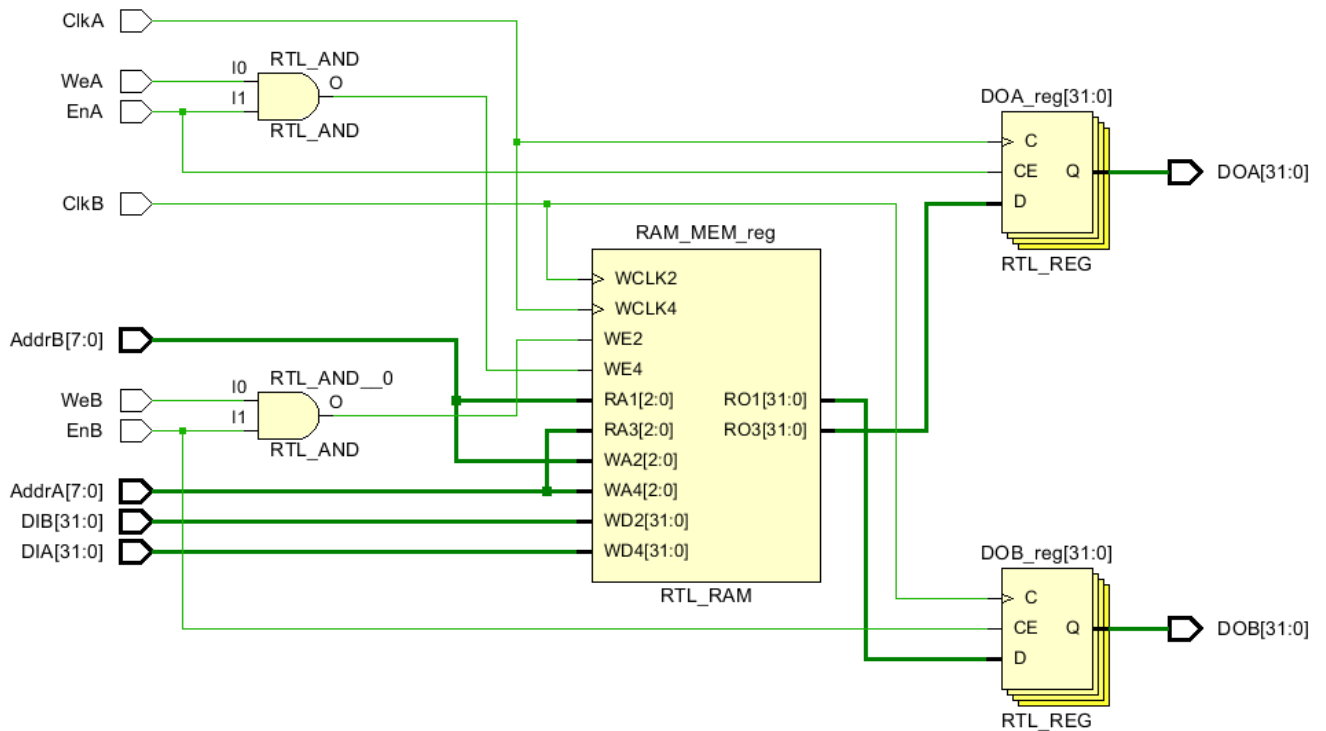 ClkA
WeA
EnA
I0
I1
RTL_AND
O
RTL_AND
ClkB
AddrB[7:0]
WeB
EnB
I0
I1
RTL_AND__0
O
RTL_AND
AddrA[7:0]
DIB[31:0]
DIA[31:0]
RAM_MEM_reg
WCLK2
WCLK4
WE2
WE4
RA1[2:0]
RA3[2:0]
WA2[2:0]
WA4[2:0]
WD2[31:0]
WD4[31:0]
RO1[31:0]
RO3[31:0]
RTL_RAM
DOA_reg[31:0]
C
CE
D
Q
RTL_REG
DOA[31:0]
DOB_reg[31:0]
C
CE
D
Q
RTL_REG
DOB[31:0]